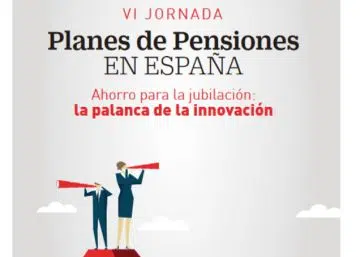 VI JORNADA
Planes de Pensiones
EN ESPAÑA
Ahorro para la jubilación:
la palanca de la innovación